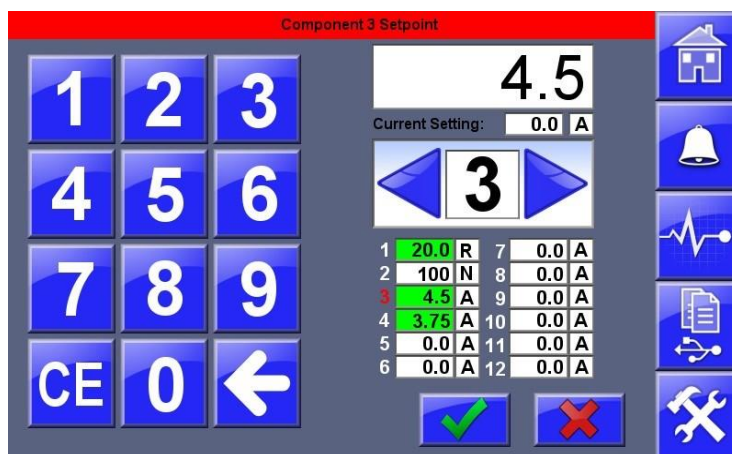 Component 3 Setpoint
1 2 3
4 5 6
7 8 9
CE 0
4.5
Current Setting: 0.0 A
3
1 20.0 R 7 0.0 A
2 100 N 8 0.0 A
3 4.5 A 9 0.0 A
4 3.75 A 10 0.0 A
5 0.0 A 11 0.0 A
6 0.0 A 12 0.0 A